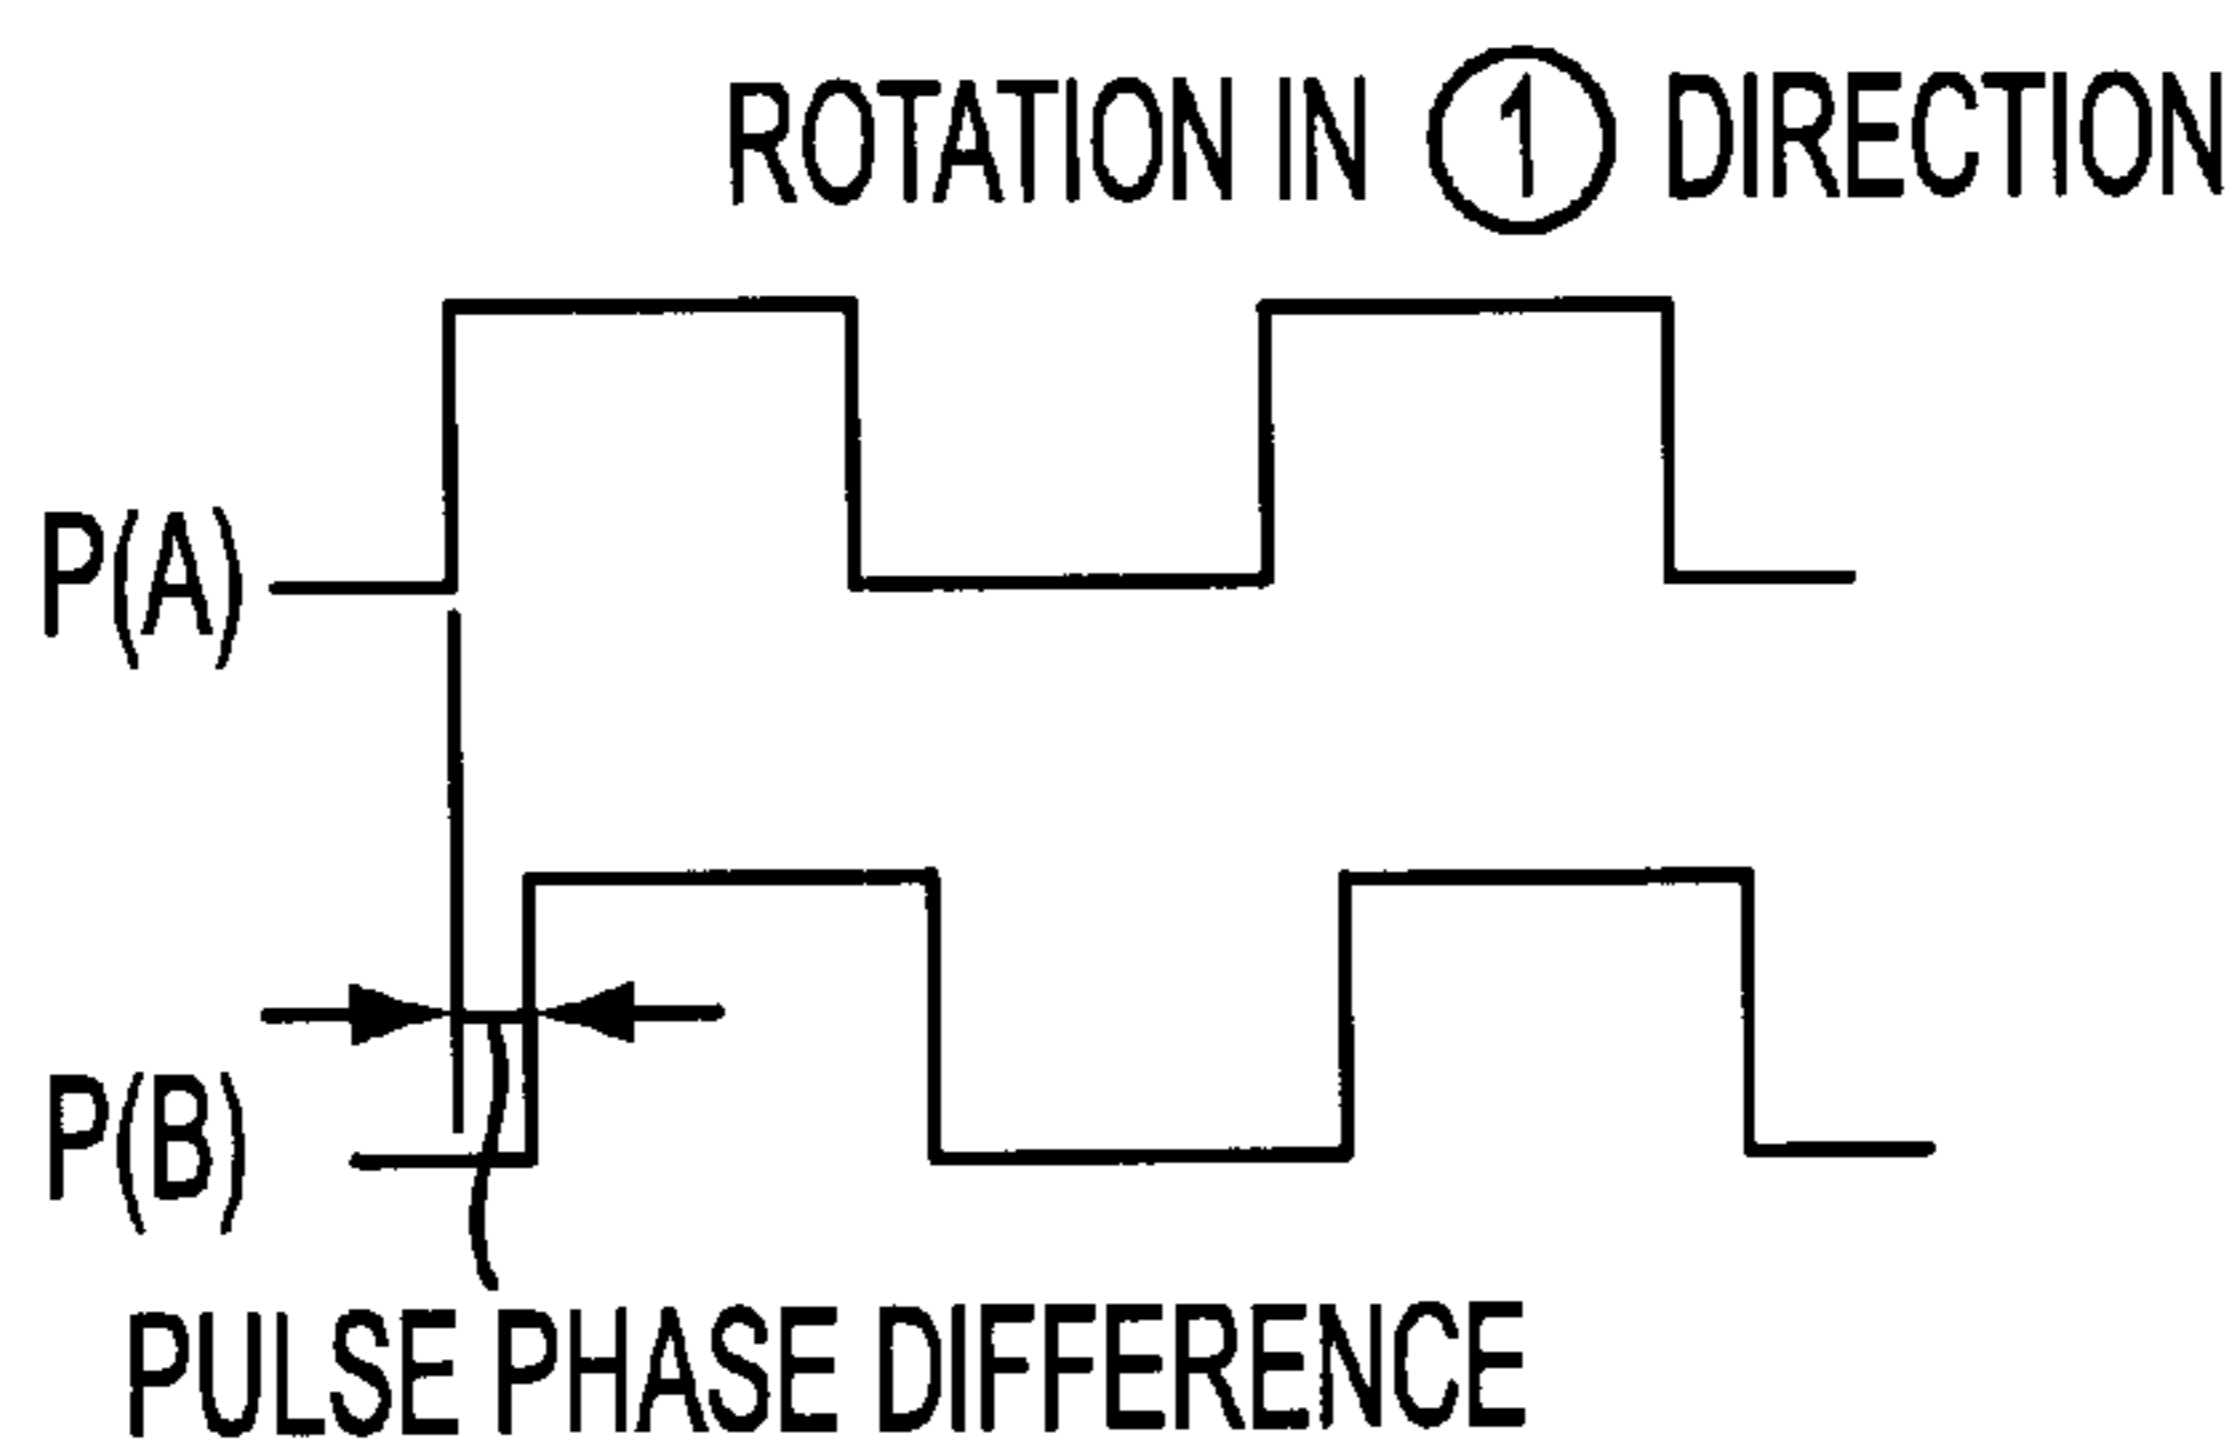 ROTATION IN ① DIRECTION
P(A)
P(B)
PULSE PHASE DIFFERENCE